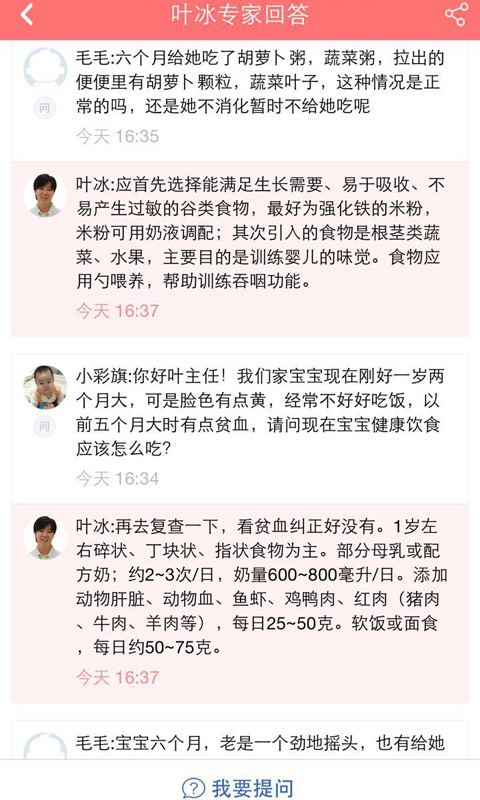 叶冰专家回答
毛毛:六个月给她吃了胡萝卜粥，蔬菜粥，拉出的
便便里有胡萝卜颗粒，蔬菜叶子，这种情况是正
常的吗，还是她不消化暂时不给她吃呢
问
今天 16:35
叶冰:应首先选择能满足生长需要、易于吸收、不
易产生过敏的谷类食物，最好为强化铁的米粉，
米粉可用奶液调配；其次引入的食物是根茎类蔬
菜、水果，主要目的是训练婴儿的味觉。食物应
用勺喂养，帮助训练吞咽功能。
今天 16:37
小彩旗:你好叶主任！我们家宝宝现在刚好一岁两
个月大，可是脸色有点黄，经常不好好吃饭，以
问
前五个月大时有点贫血，请问现在宝宝健康饮食
应该怎么吃？
今天 16:34
叶冰:再去复查一下，看贫血纠正好没有。1岁左
右碎状、丁块状、指状食物为主。部分母乳或配
方奶；约2~3次/日，奶量600~800毫升/日。添加
动物肝脏、动物血、鱼虾、鸡鸭肉、红肉（猪肉
、牛肉、羊肉等），每日25~50克。软饭或面食
，每日约50~75克。
今天 16:37
毛毛:宝宝六个月，老是一个劲地摇头，也有给她
? 我要提问